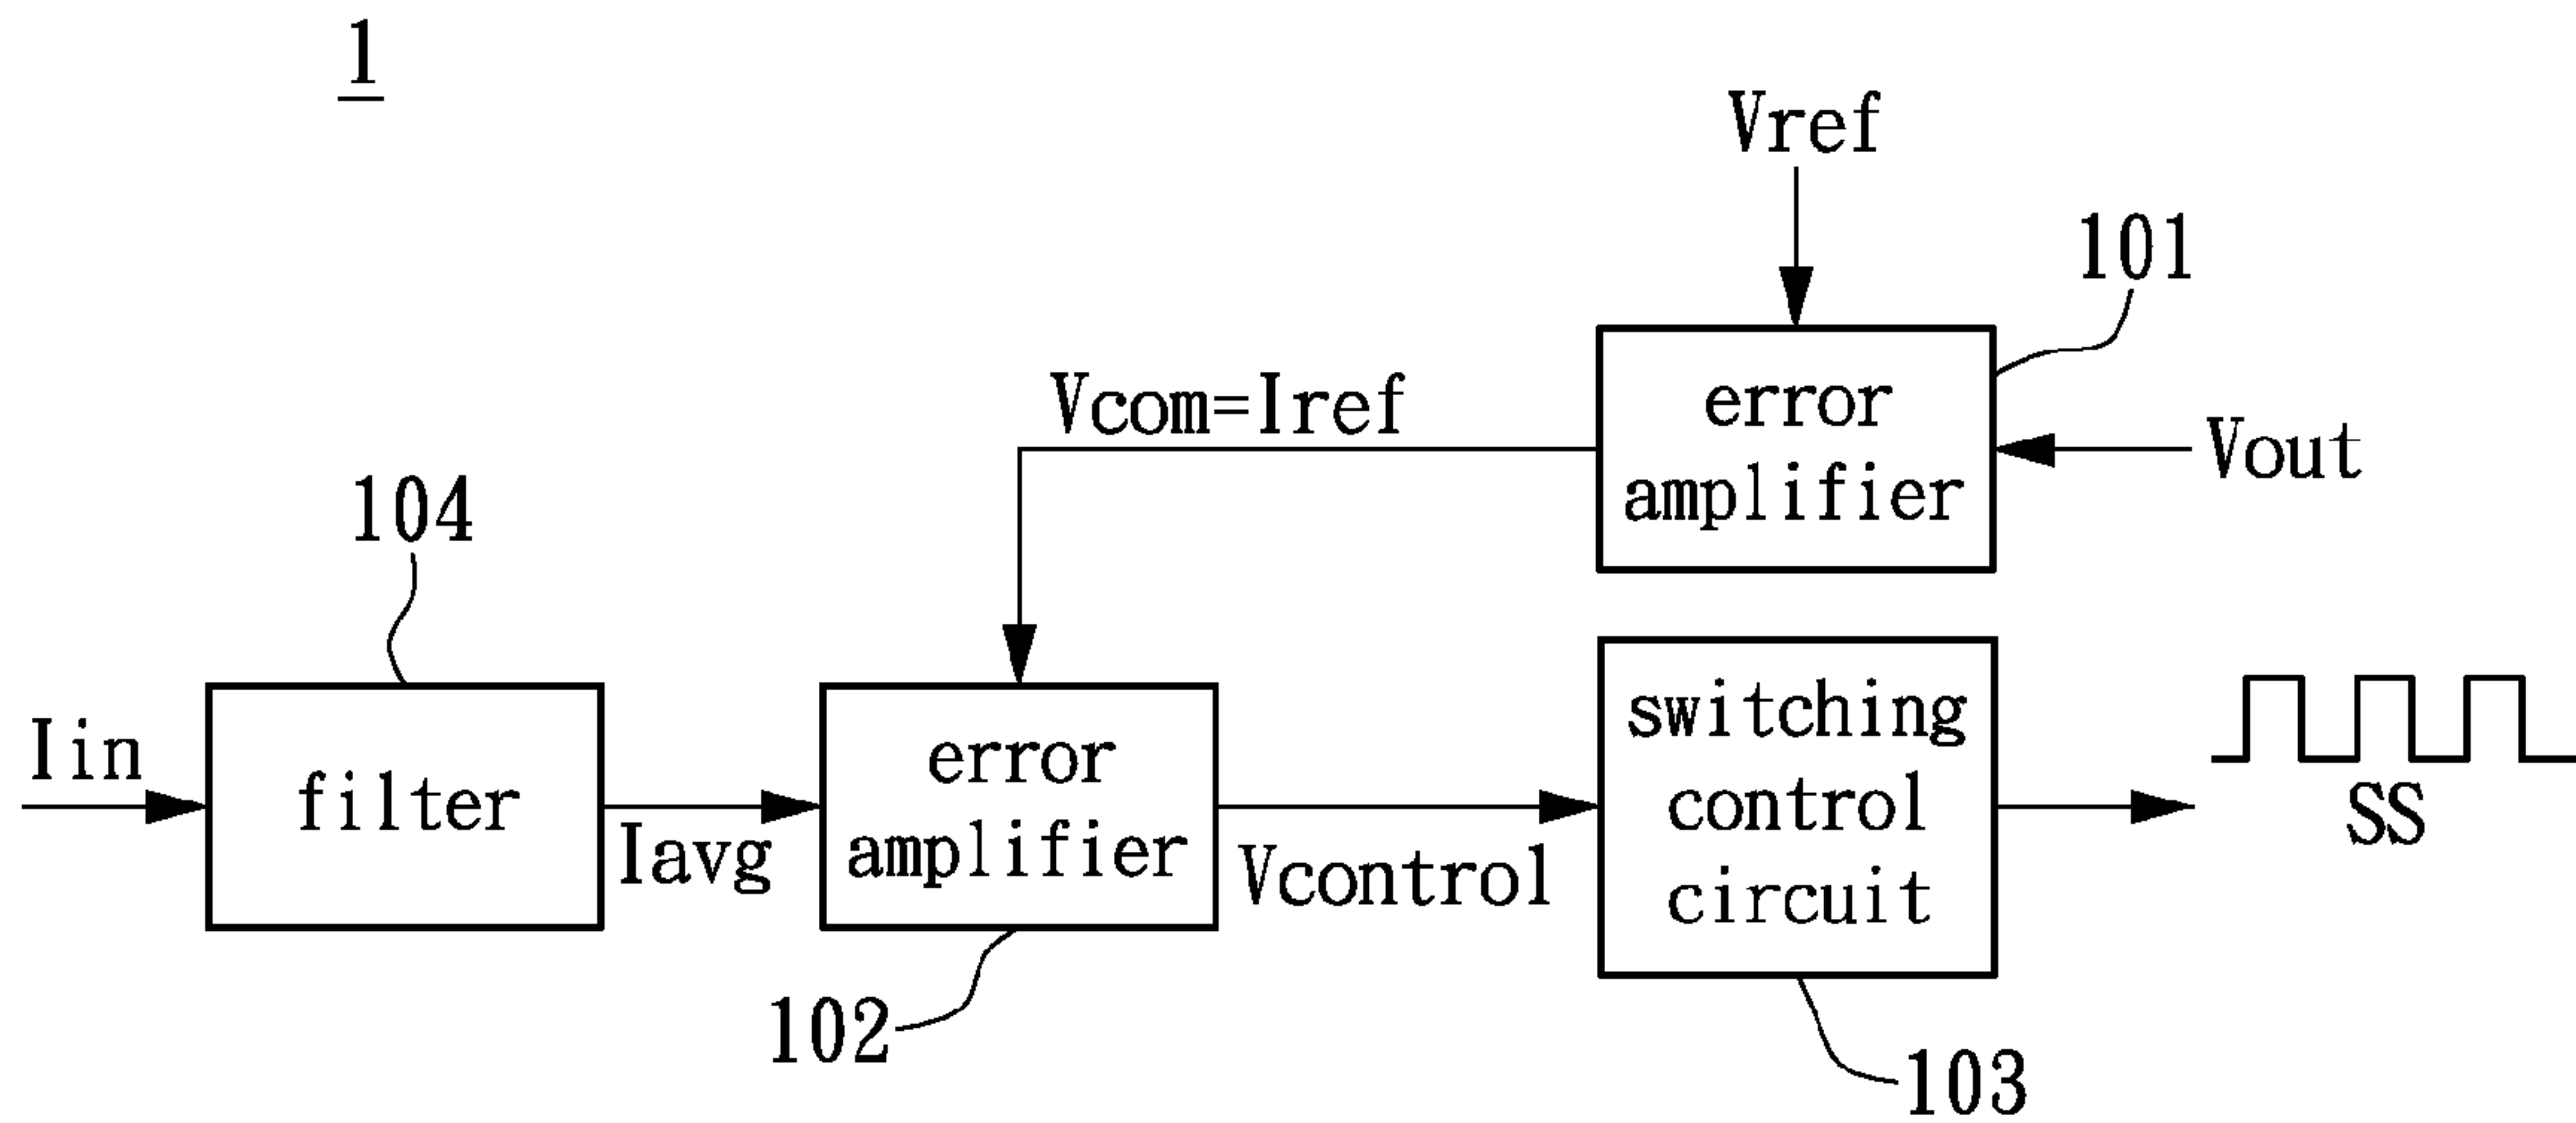 1
Vref
101
Vcom=Iref
error
amplifier
Vout
104
Iin
filter
Iavg
error
amplifier
102
Vcontrol
switching
control
circuit
103
SS